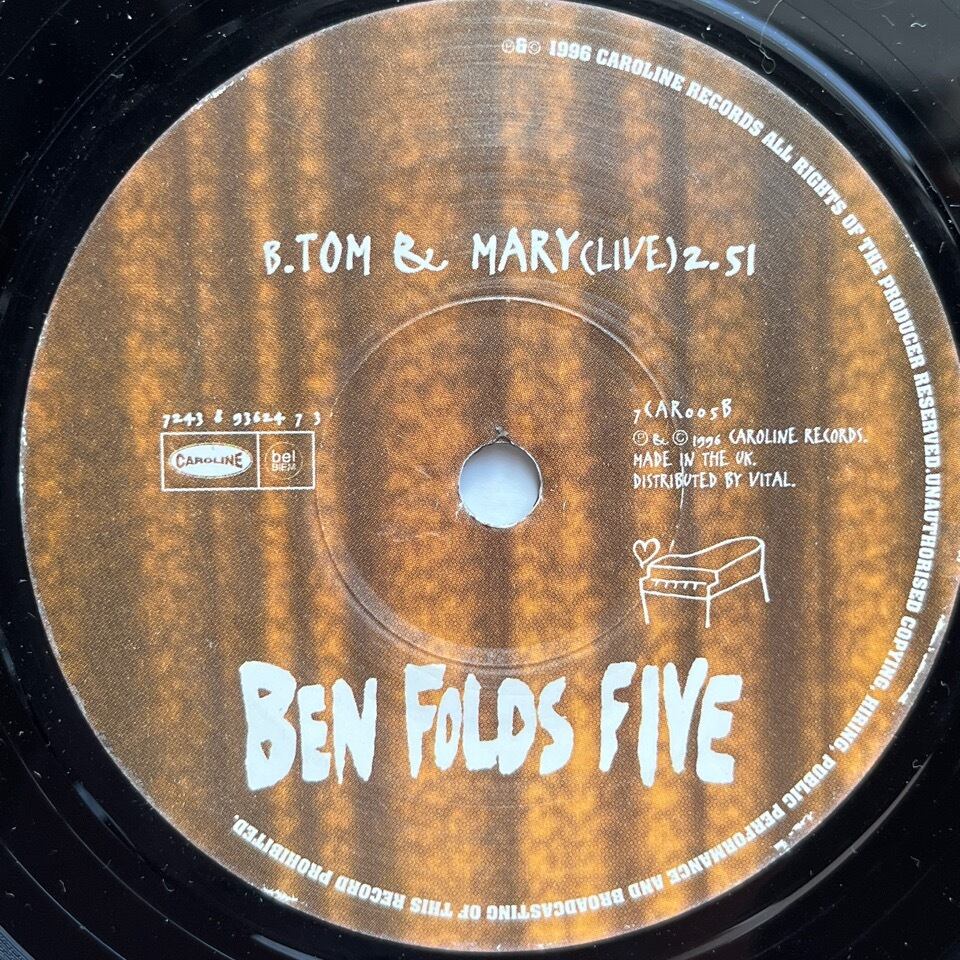 ℗&© 1996 CAROLINE RECORDS ALL RIGHTS OF THE PRODUCER RESERVED.UNAUTHORISED COPYING, HIRING, PUBLIC PERFORMANCE AND BROADCASTING OF THIS RECORD PROHIBITED.
B.TOM & MARY(LIVE)2.51
7243 8 93624 7 3
CAROLINE
bel
BIEM
7CAR005B
℗ & © 1996 CAROLINE RECORDS.
MADE IN THE UK.
DISTRIBUTED BY VITAL.
BEN FOLDS FIVE